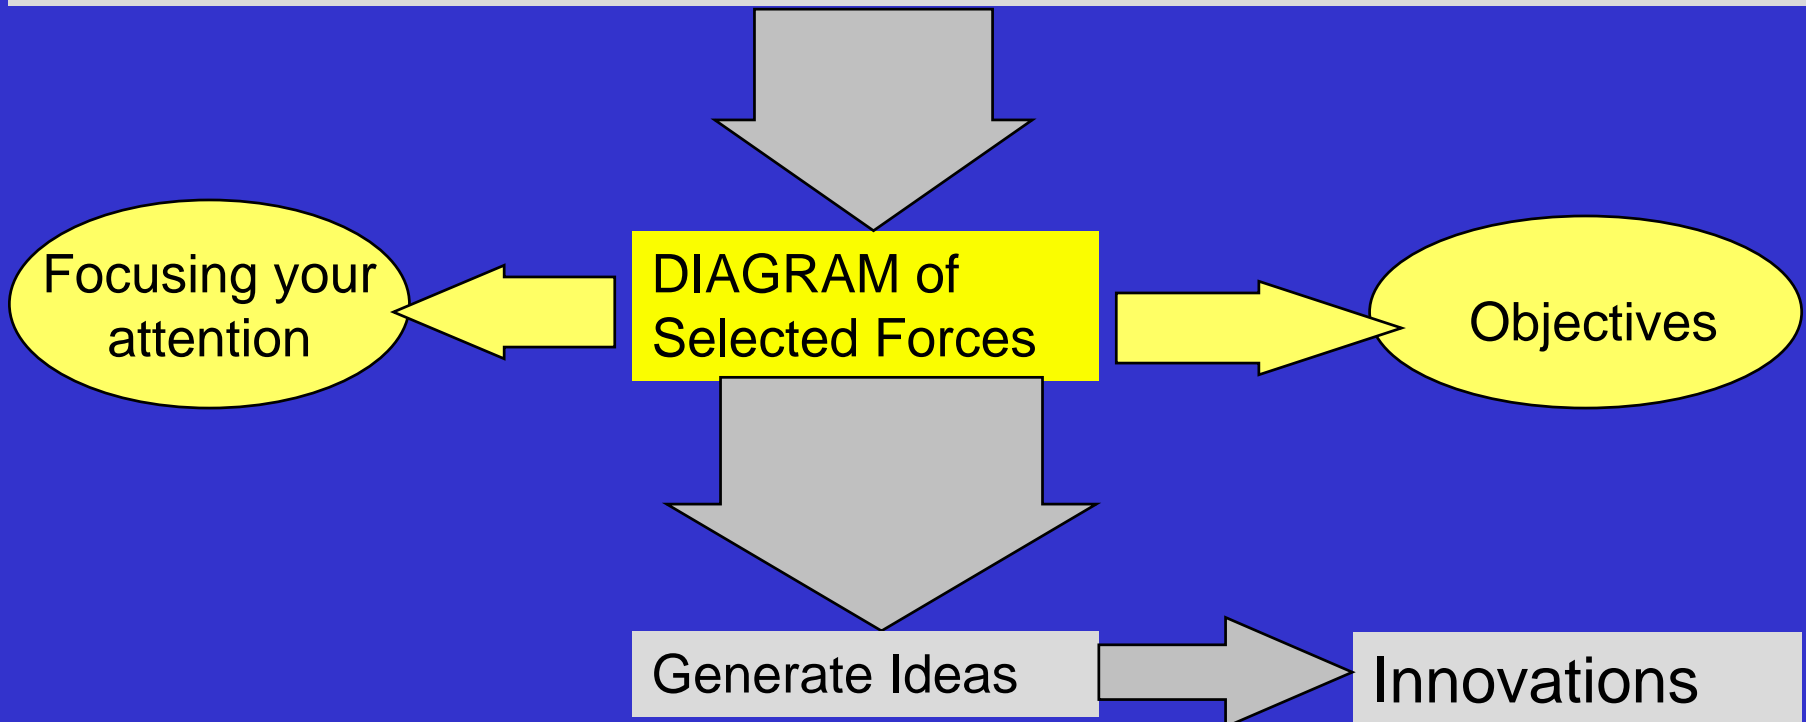 Focusing your
attention
DIAGRAM of
Selected Forces
Objectives
Generate Ideas
Innovations